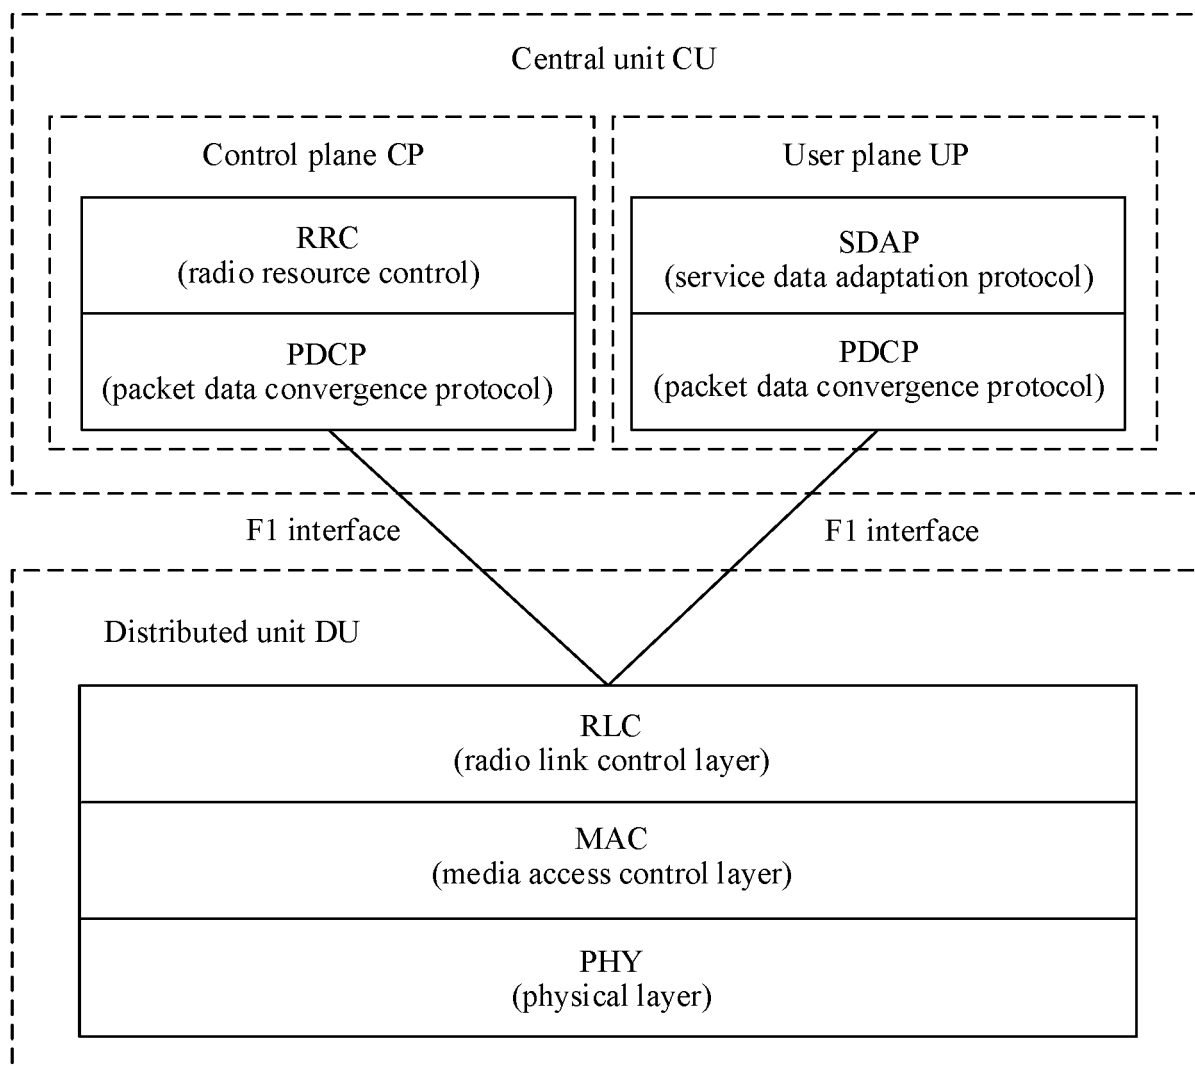 Central unit CU
Control plane CP
User plane UP
RRC
(radio resource control)
PDCP
(packet data convergence protocol)
SDAP
(service data adaptation protocol)
PDCP
(packet data convergence protocol)
F1 interface
F1 interface
Distributed unit DU
RLC
(radio link control layer)
MAC
(media access control layer)
PHY
(physical layer)